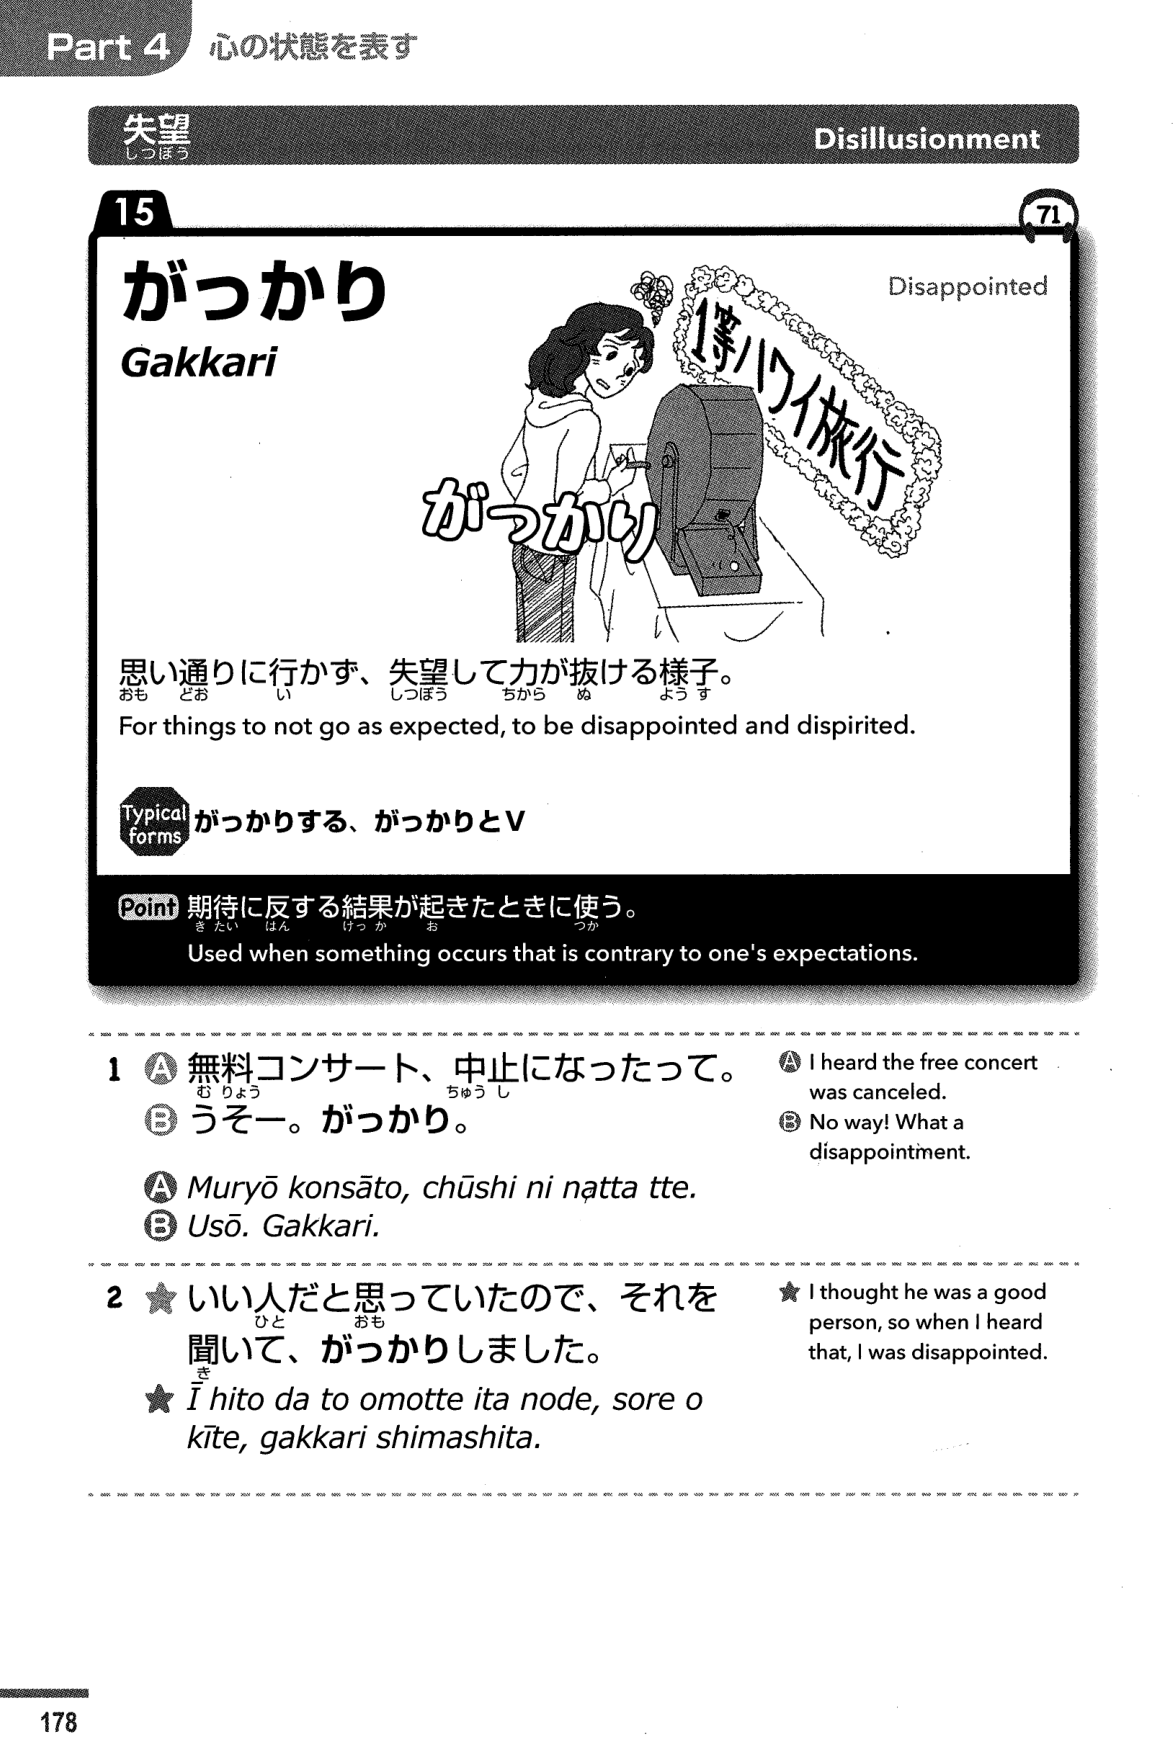 Part 4 心の状態を表す
失望
しつぼう
Disillusionment
15
71
がっかり
Gakkari
Disappointed
1等ハワイ旅行
がっかり
思い通りに行かず、失望して力が抜ける様子。
おも どお い しつぼう ちから ぬ よう す
For things to not go as expected, to be disappointed and dispirited.
Typical forms がっかりする、がっかりとV
Point 期待に反する結果が起きたときに使う。
き たい はん けっ か お つか
Used when something occurs that is contrary to one's expectations.
1 A 無料コンサート、中止になったって。
む りょう ちゅう し
B うそー。がっかり。
A Muryō konsāto, chūshi ni natta tte.
B Usō. Gakkari.
A I heard the free concert
was canceled.
B No way! What a
disappointment.
2 ★ いい人だと思っていたので、それを
ひと おも
聞いて、がっかりしました。
き
★ Ī hito da to omotte ita node, sore o
kīte, gakkari shimashita.
★ I thought he was a good
person, so when I heard
that, I was disappointed.
178